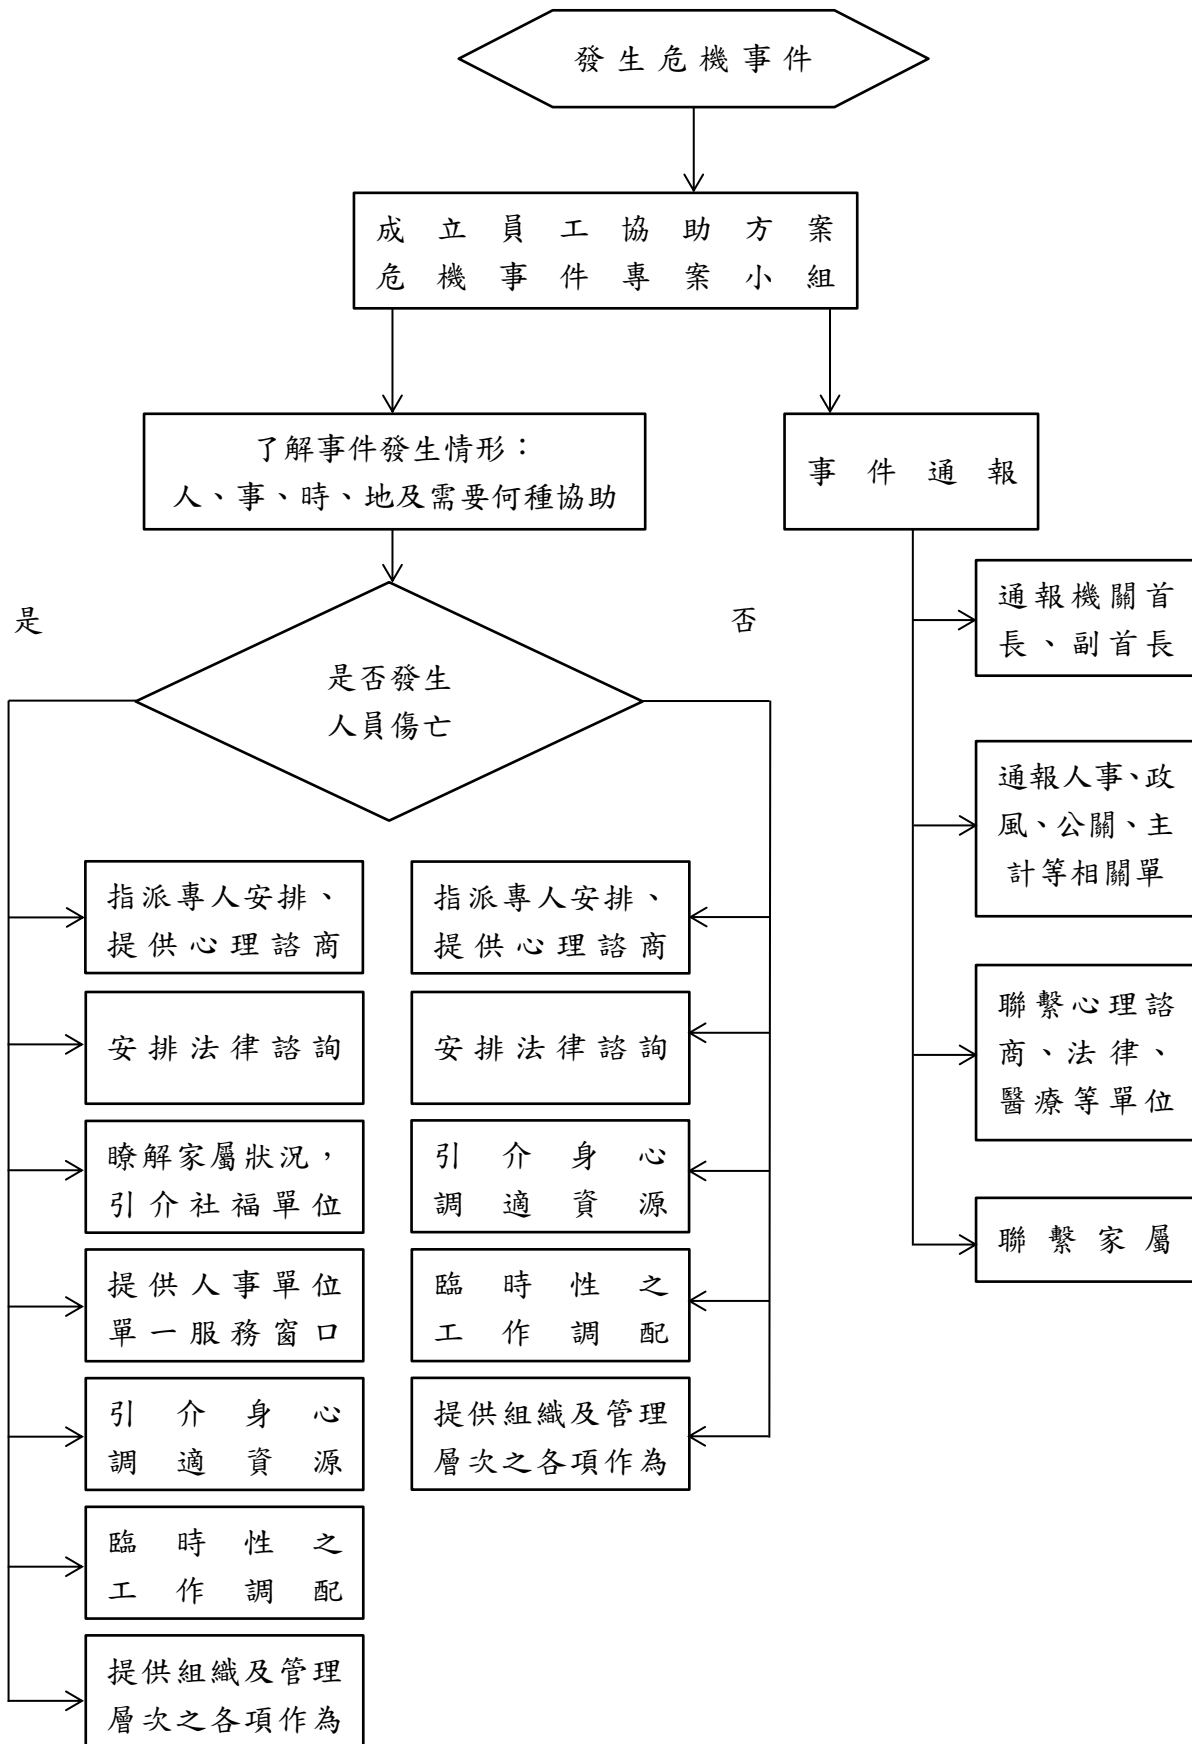 發生危機事件
成立員工協助方案
危機事件專案小組
了解事件發生情形：
人、事、時、地及需要何種協助
事件通報
是
否
是否發生
人員傷亡
通報機關首
長、副首長
通報人事、政
風、公關、主
計等相關單
聯繫心理諮
商、法律、
醫療等單位
聯繫家屬
指派專人安排、
提供心理諮商
安排法律諮詢
瞭解家屬狀況，
引介社福單位
提供人事單位
單一服務窗口
引介身心
調適資源
臨時性之
工作調配
提供組織及管理
層次之各項作為
指派專人安排、
提供心理諮商
安排法律諮詢
引介身心
調適資源
臨時性之
工作調配
提供組織及管理
層次之各項作為